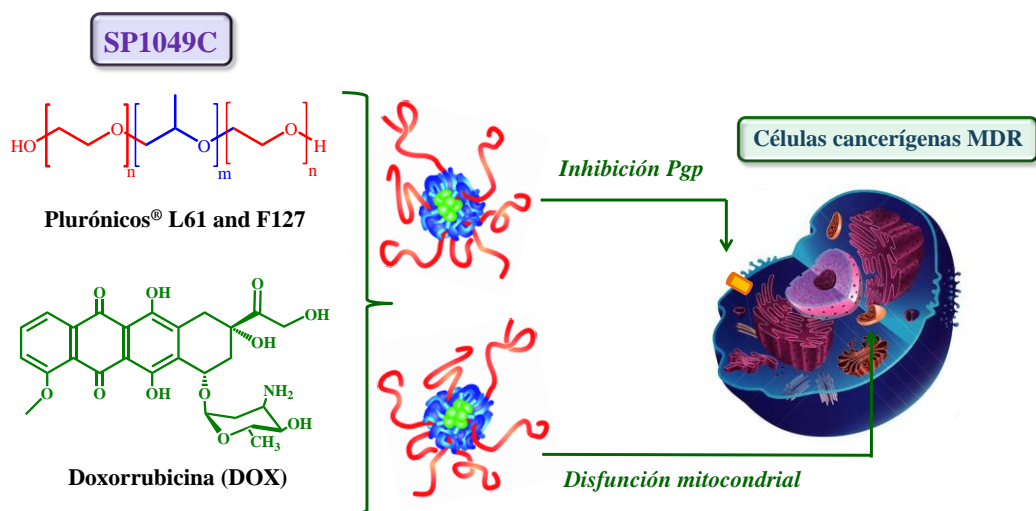 SP1049C
HO
O
n
O
m
O
H
n
Plurónicos® L61 and F127
Inhibición Pgp
Células cancerígenas MDR
O
OH
O
OH
OH
O
O
OH
O
NH2
OH
O
CH3
Doxorrubicina (DOX)
Disfunción mitocondrial